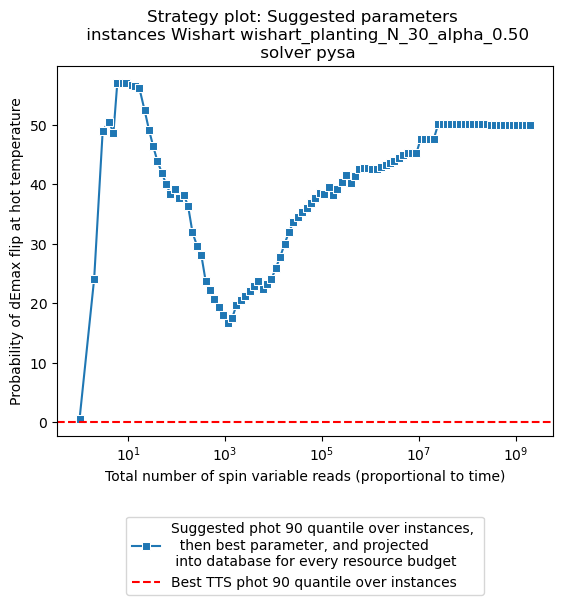 Strategy plot: Suggested parameters
instances Wishart wishart_planting_N_30_alpha_0.50
solver pysa
Probability of dEmax flip at hot temperature
50
40
30
20
10
0
10^1
10^3
10^5
10^7
10^9
Total number of spin variable reads (proportional to time)
Suggested phot 90 quantile over instances,
then best parameter, and projected
into database for every resource budget
Best TTS phot 90 quantile over instances